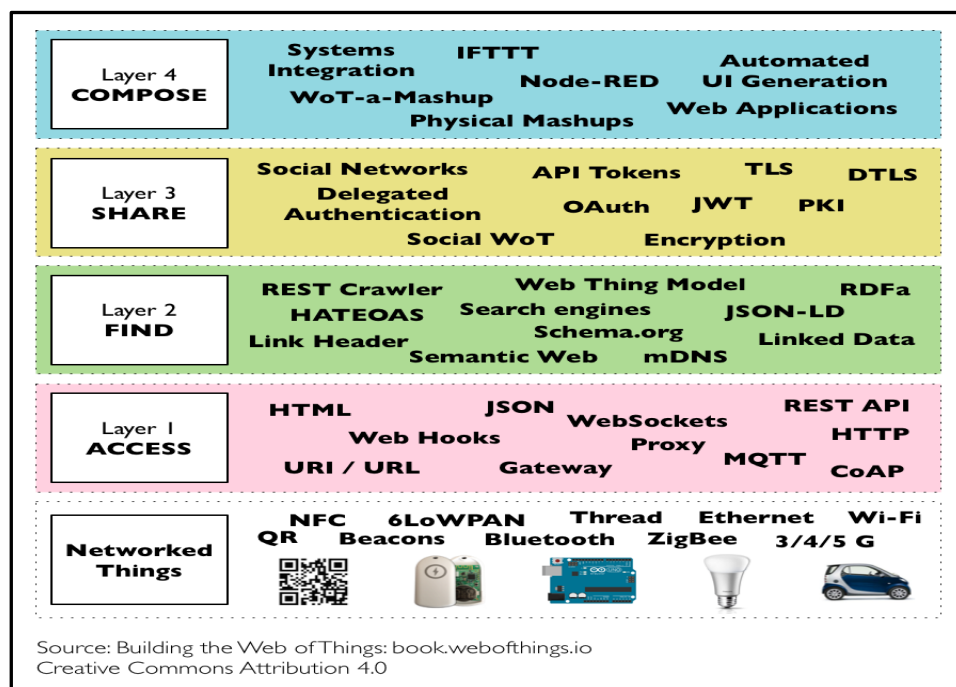 Layer 4
COMPOSE
Systems
Integration
IFTTT
Node-RED
Automated
UI Generation
WoT-a-Mashup
Physical Mashups
Web Applications
Layer 3
SHARE
Social Networks
API Tokens
TLS
DTLS
Delegated
Authentication
OAuth
JWT
PKI
Social WoT
Encryption
Layer 2
FIND
REST Crawler
Web Thing Model
RDFa
HATEOAS
Search engines
JSON-LD
Link Header
Schema.org
Linked Data
Semantic Web
mDNS
Layer 1
ACCESS
HTML
JSON
REST API
WebSockets
Web Hooks
Proxy
HTTP
URI / URL
Gateway
MQTT
CoAP
Networked
Things
NFC
6LoWPAN
Thread
Ethernet
Wi-Fi
QR
Beacons
Bluetooth
ZigBee
3/4/5 G
Source: Building the Web of Things: book.webofthings.io
Creative Commons Attribution 4.0